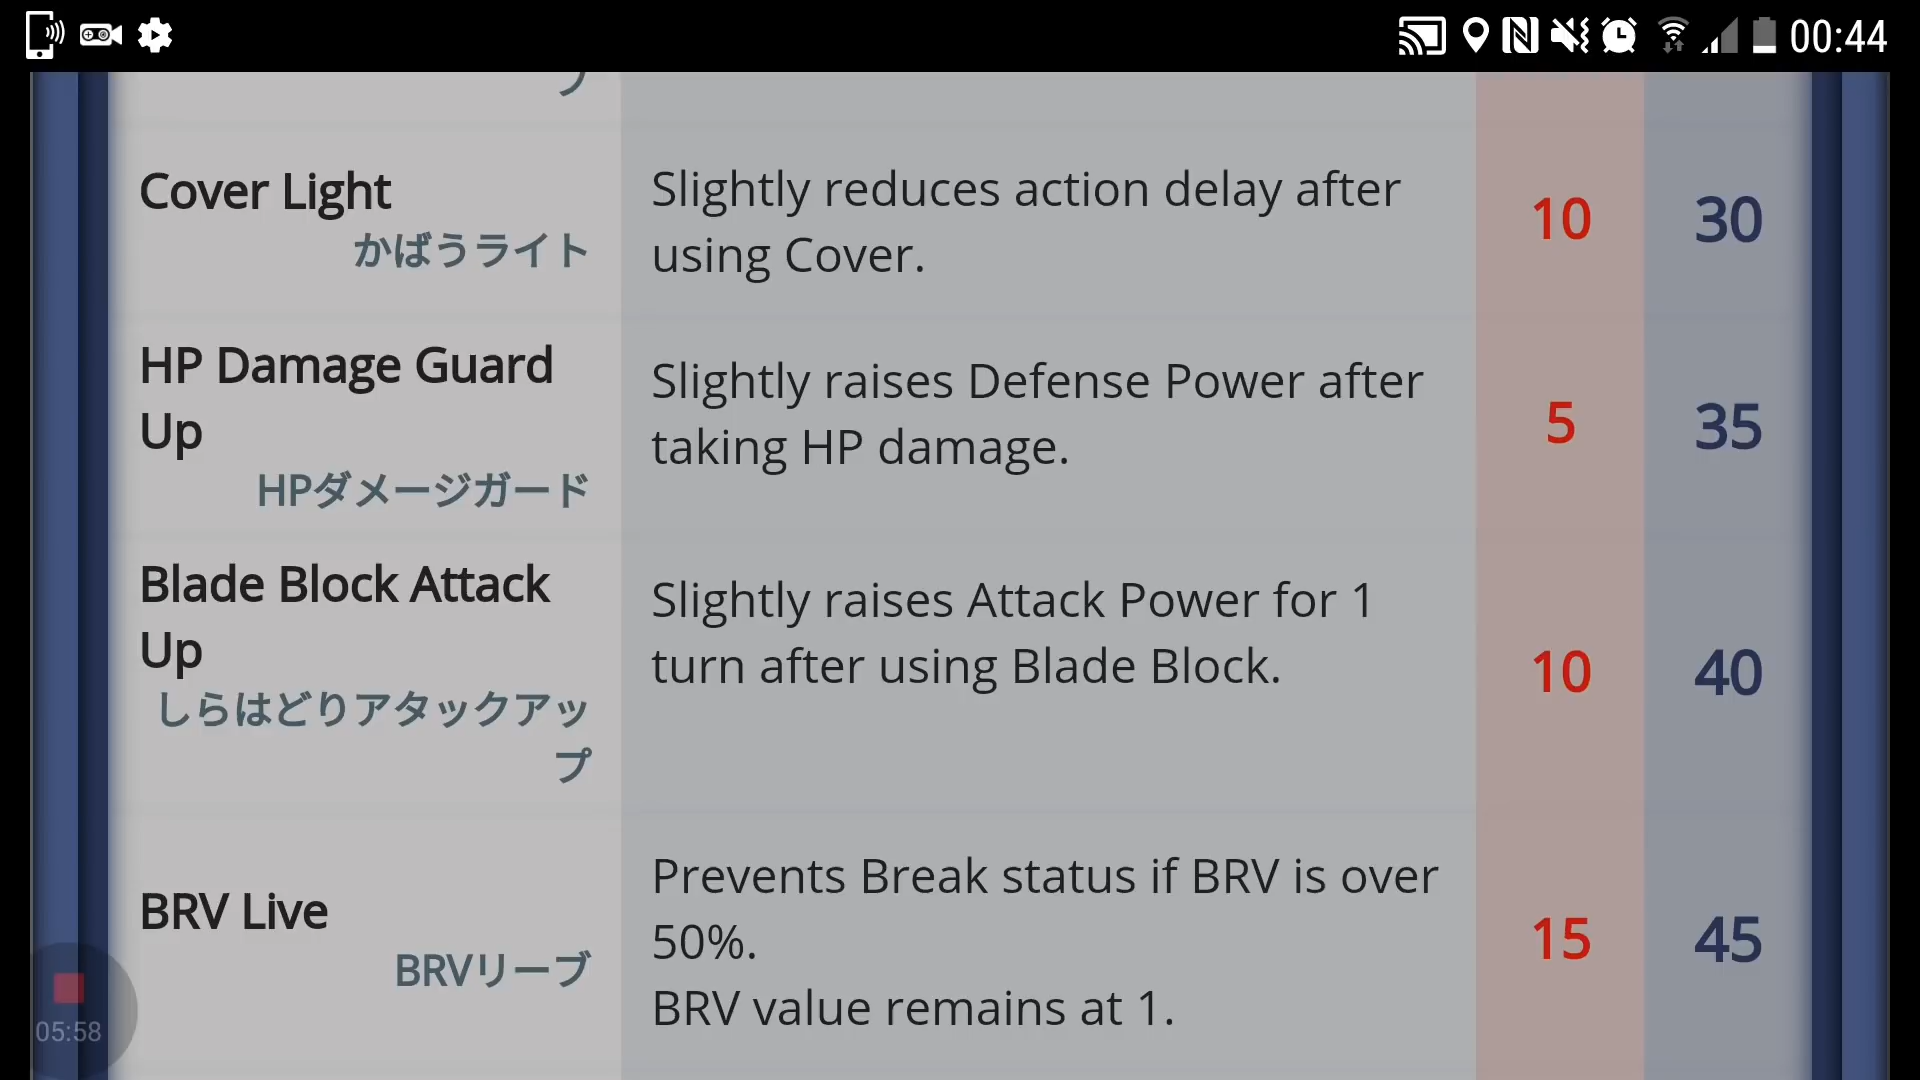 00:44
プ
Cover Light
かばうライト
Slightly reduces action delay after
using Cover.
10
30
HP Damage Guard
Up
HPダメージガード
Slightly raises Defense Power after
taking HP damage.
5
35
Blade Block Attack
Up
しらはどりアタックアッ
プ
Slightly raises Attack Power for 1
turn after using Blade Block.
10
40
BRV Live
BRVリーブ
Prevents Break status if BRV is over
50%.
BRV value remains at 1.
15
45
05:58